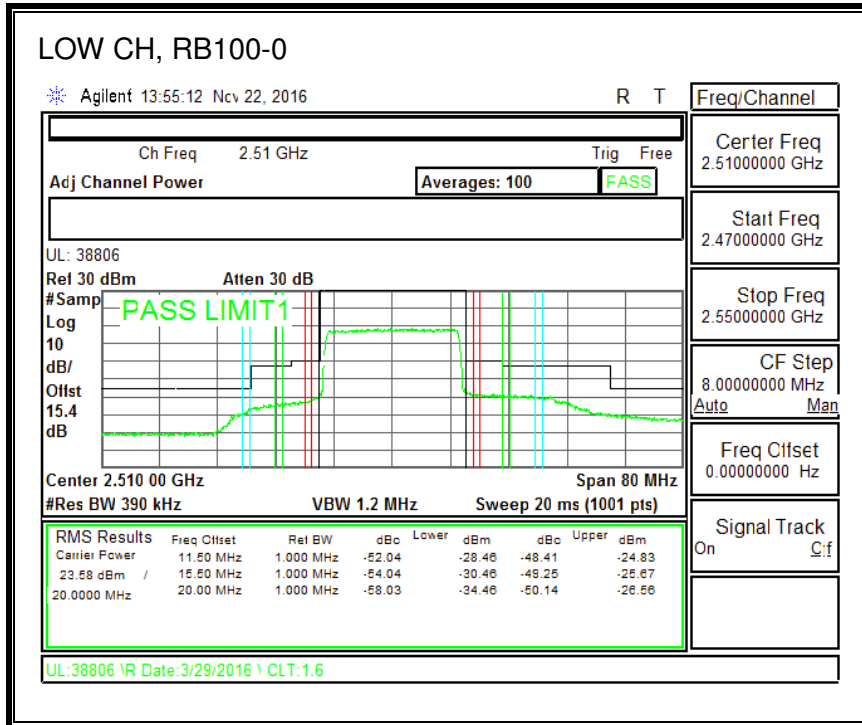 LOW CH, RB100-0
Agilent 13:55:12 Nov 22, 2016 R T
Freq/Channel
Ch Freq 2.51 GHz Trig Free
Adj Channel Power Averages: 100 PASS
Center Freq
2.51000000 GHz
Start Freq
2.47000000 GHz
Stop Freq
2.55000000 GHz
CF Step
8.00000000 MHz
Auto Man
Freq Offset
0.00000000 Hz
Signal Track
On Off
UL: 38806
Ref 30 dBm Atten 30 dB
#Samp
Log
10
dB/
Offst
15.4
dB
PASS LIMIT1
Center 2.510 00 GHz Span 80 MHz
#Res BW 390 kHz VBW 1.2 MHz Sweep 20 ms (1001 pts)
RMS Results Freq Offset Ref BW dBc Lower dBm dBc Upper dBm
Carrier Power 11.50 MHz 1.000 MHz -52.04 -28.46 -48.41 -24.83
23.58 dBm / 15.50 MHz 1.000 MHz -54.04 -30.46 -49.25 -25.67
20.0000 MHz 20.00 MHz 1.000 MHz -58.03 -34.46 -50.14 -26.56
UL:38806 \R Date:3/29/2016 \ CLT:1.6